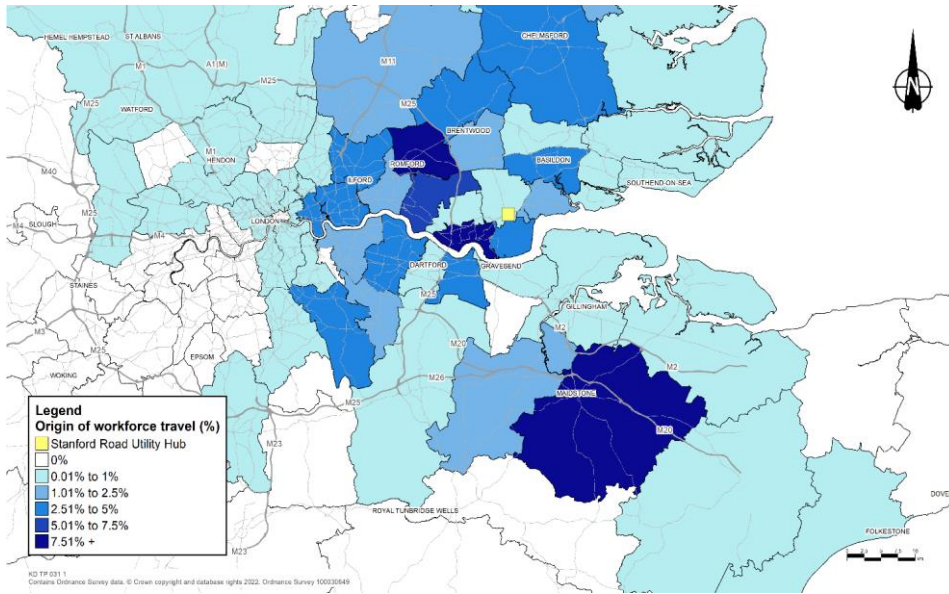 HEMEL HEMPSTEAD
ST ALBANS
CHELMSFORD
M1
A1(M)
M11
M25
M25
M25
WATFORD
BRENTWOOD
M1
HENDON
ROMFORD
M40
ILFORD
BASILDON
SOUTHEND-ON-SEA
M25
LONDON
SLOUGH
M4
M4
DARTFORD
GRAVESEND
STAINES
M25
GILLINGHAM
M3
M2
EPSOM
M20
M2
WOKING
M25
M26
MAIDSTONE
M25
M20
M23
ROYAL TUNBRIDGE WELLS
DOVE
M23
FOLKESTONE
N
Legend
Origin of workforce travel (%)
Stanford Road Utility Hub
0%
0.01% to 1%
1.01% to 2.5%
2.51% to 5%
5.01% to 7.5%
7.51% +
KD TP 031 1
Contains Ordnance Survey data. © Crown copyright and database rights 2022. Ordnance Survey 100030649